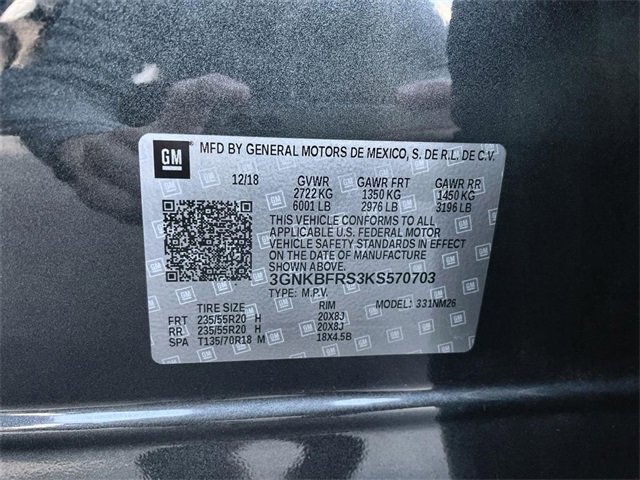 GM MFD BY GENERAL MOTORS DE MEXICO, S. DE R.L. DE C.V.
12/18 GVWR GAWR FRT GAWR RR
2722 KG 1350 KG 1450 KG
6001 LB 2976 LB 3196 LB
THIS VEHICLE CONFORMS TO ALL
APPLICABLE U.S. FEDERAL MOTOR
VEHICLE SAFETY STANDARDS IN EFFECT
ON THE DATE OF MANUFACTURE
SHOWN ABOVE.
3GNKBFRS3KS570703
TYPE: M.P.V. MODEL: 331NM26
TIRE SIZE RIM
FRT 235/55R20 H 20X8J
RR 235/55R20 H 20X8J
SPA T135/70R18 M 18X4.5B